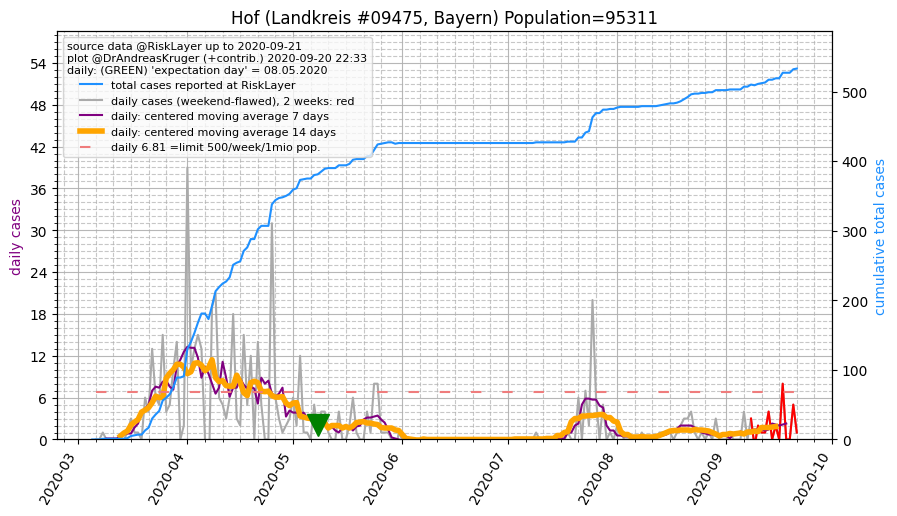 Hof (Landkreis #09475, Bayern) Population=95311
source data @RiskLayer up to 2020-09-21
plot @DrAndreasKruger (+contrib.) 2020-09-20 22:33
daily: (GREEN) 'expectation day' = 08.05.2020
total cases reported at RiskLayer
daily cases (weekend-flawed), 2 weeks: red
daily: centered moving average 7 days
daily: centered moving average 14 days
daily 6.81 =limit 500/week/1mio pop.
daily cases
54
48
42
36
30
24
18
12
6
0
cumulative total cases
500
400
300
200
100
0
2020-03
2020-04
2020-05
2020-06
2020-07
2020-08
2020-09
2020-10